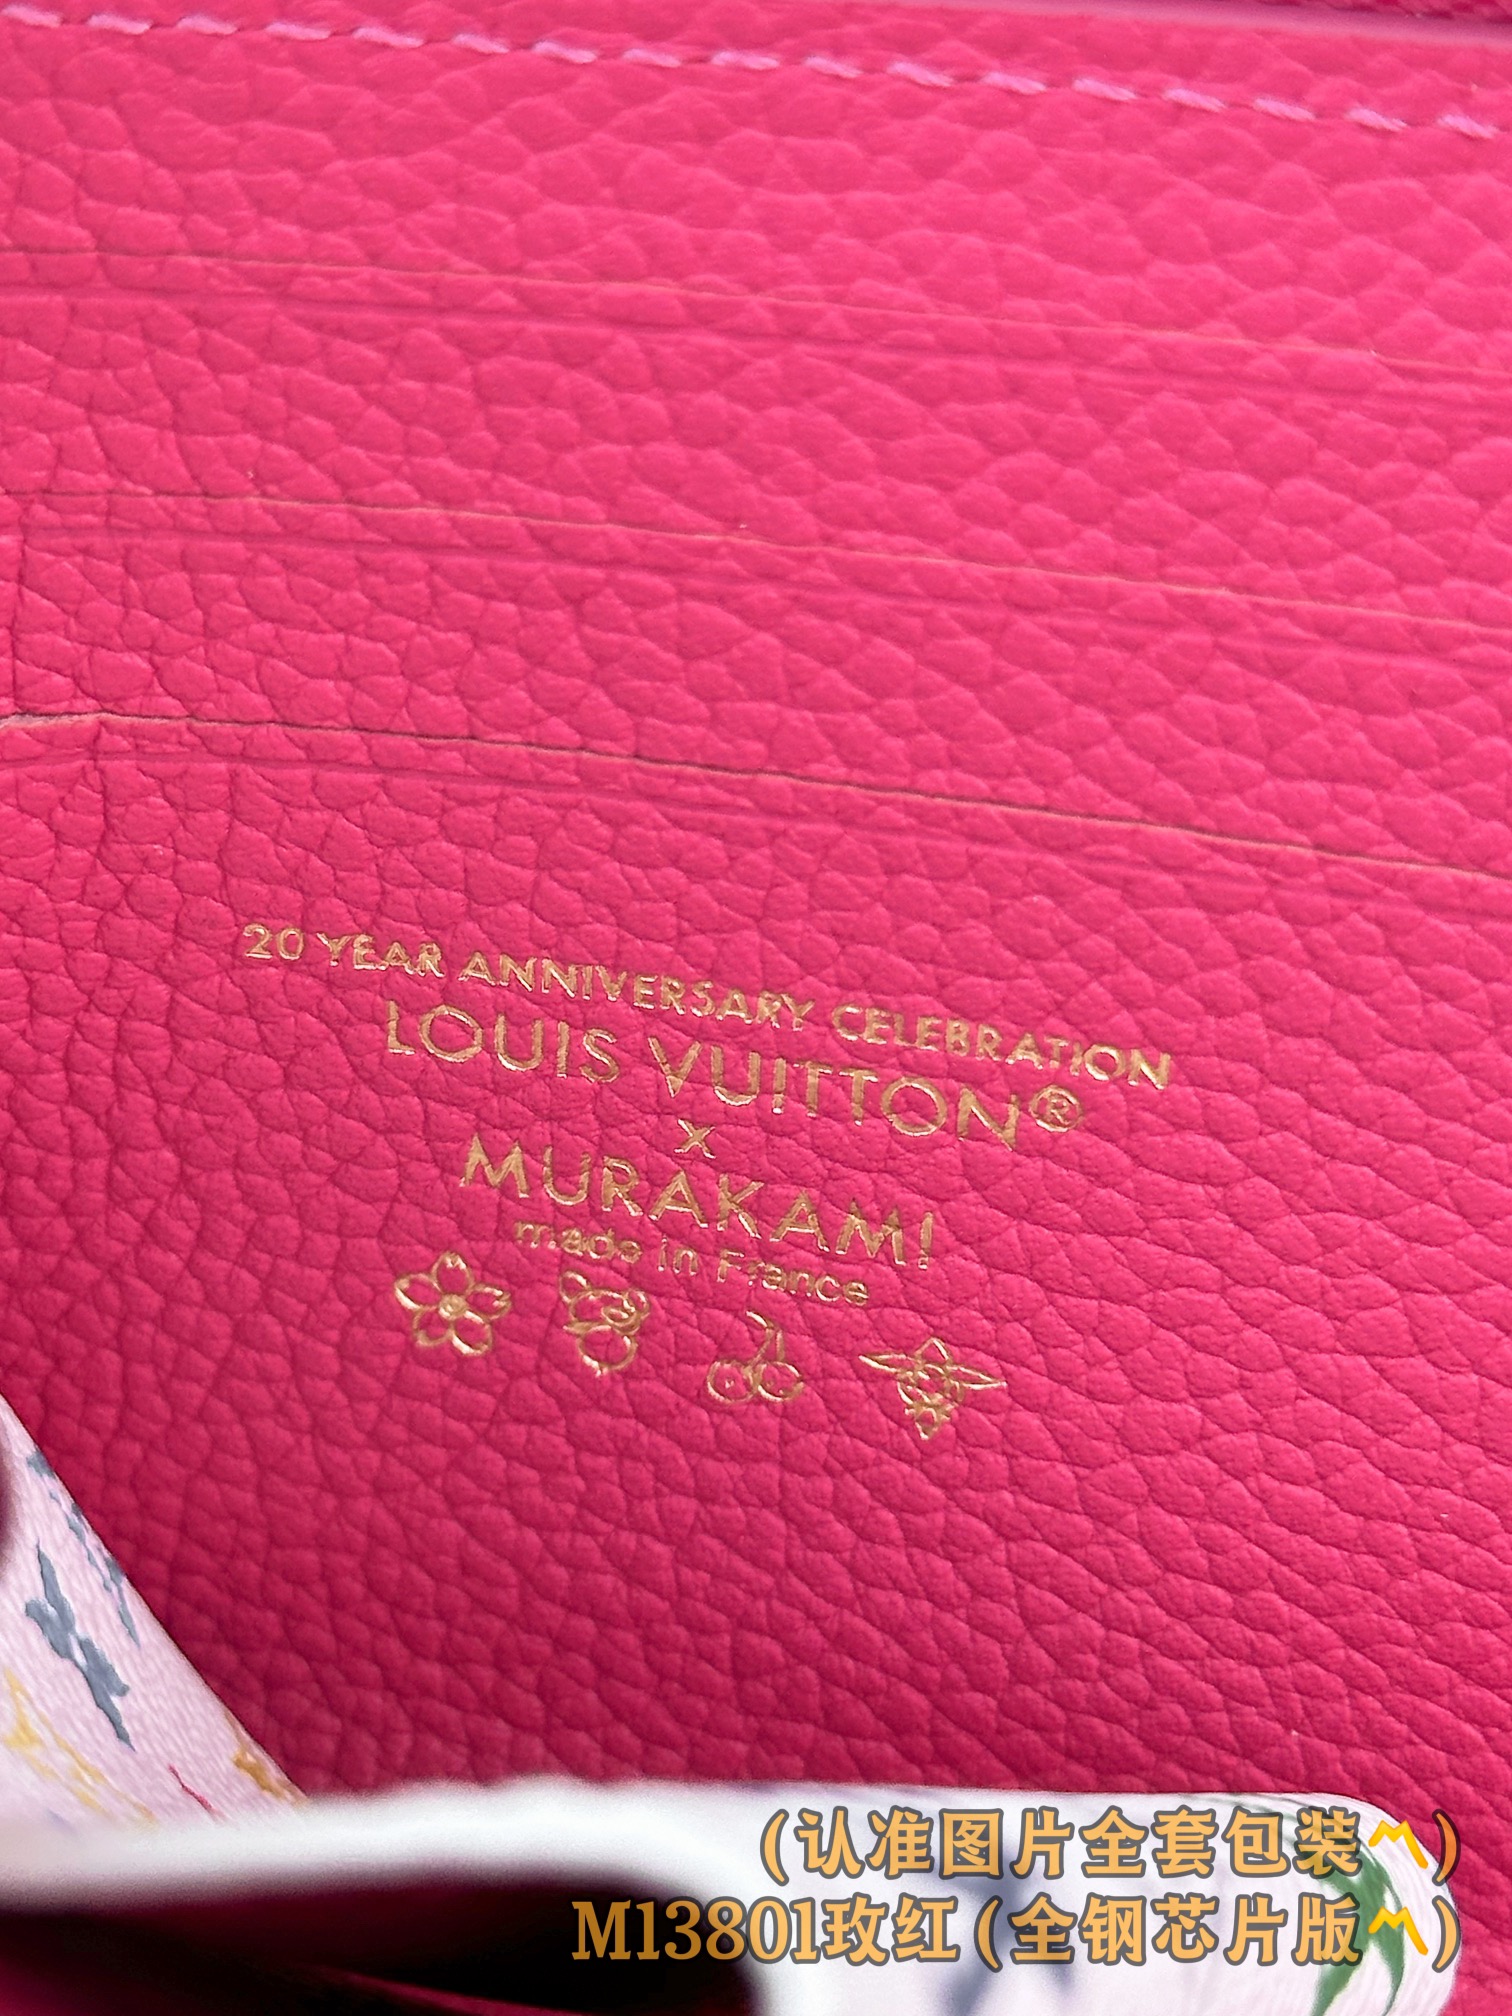 20 YEAR ANNIVERSARY CELEBRATION
LOUIS VUITTON®
x
MURAKAMI
made in France
(认准图片全套包装〽️)
M13801玫红(全钢芯片版〽️)